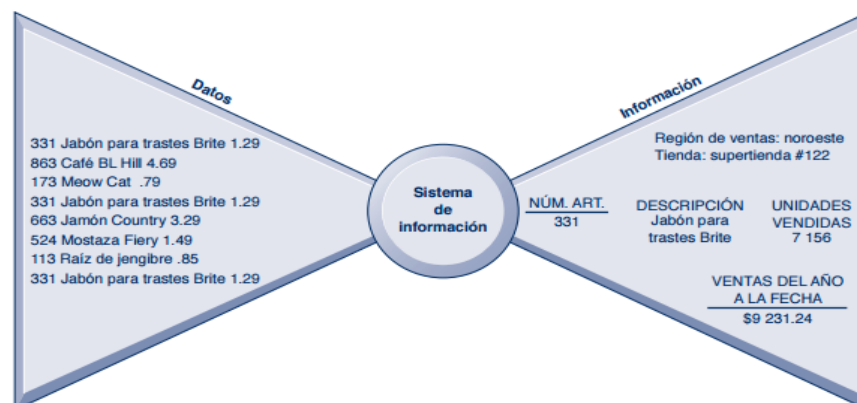 Datos
331 Jabón para trastes Brite 1.29
863 Café BL Hill 4.69
173 Meow Cat .79
331 Jabón para trastes Brite 1.29
663 Jamón Country 3.29
524 Mostaza Fiery 1.49
113 Raíz de jengibre .85
331 Jabón para trastes Brite 1.29
Sistema
de
información
Información
Región de ventas: noroeste
Tienda: supertienda #122
NÚM. ART.
331
DESCRIPCIÓN
Jabón para
trastes Brite
UNIDADES
VENDIDAS
7 156
VENTAS DEL AÑO
A LA FECHA
$9 231.24